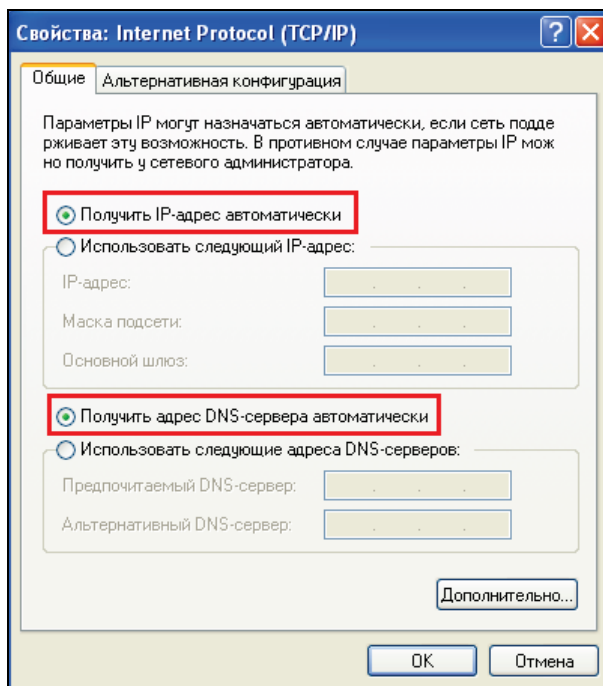 Свойства: Internet Protocol (TCP/IP)
Общие
Альтернативная конфигурация
Параметры IP могут назначаться автоматически, если сеть подде
рживает эту возможность. В противном случае параметры IP мож
но получить у сетевого администратора.
Получить IP-адрес автоматически
Использовать следующий IP-адрес:
IP-адрес:
Маска подсети:
Основной шлюз:
Получить адрес DNS-сервера автоматически
Использовать следующие адреса DNS-серверов:
Предпочитаемый DNS-сервер:
Альтернативный DNS-сервер:
Дополнительно...
OK
Отмена